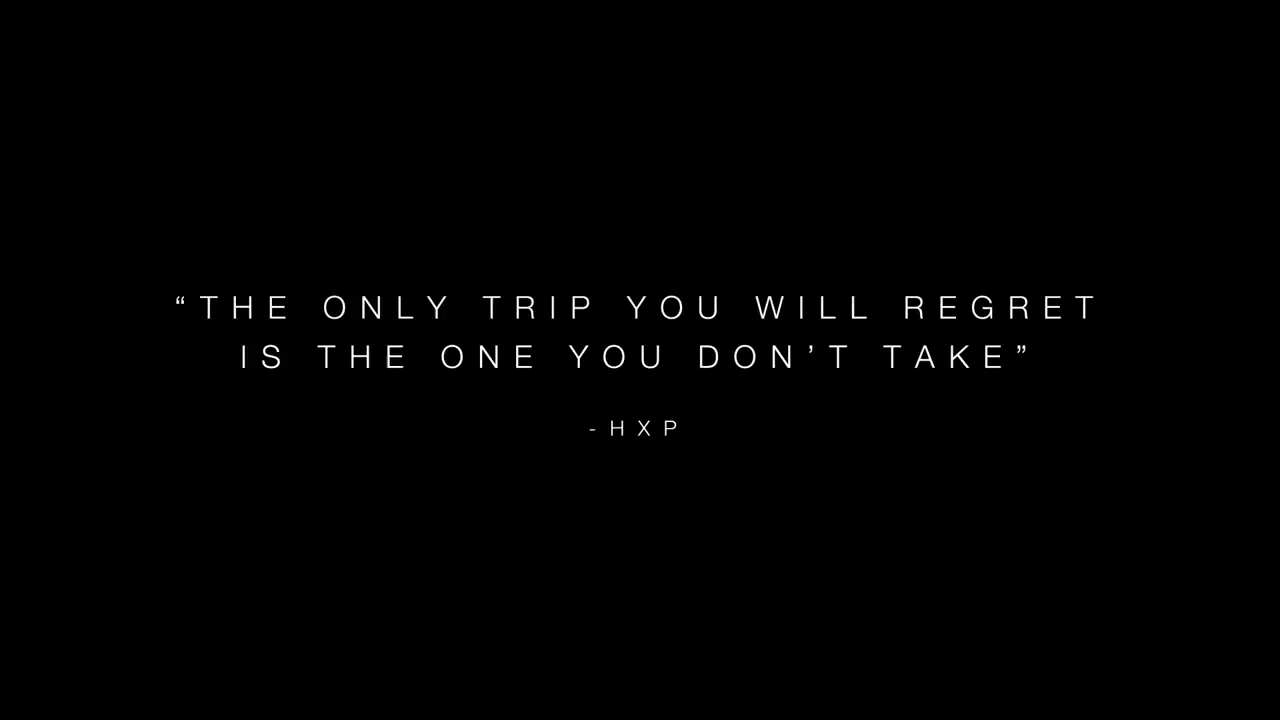 “THE ONLY TRIP YOU WILL REGRET
IS THE ONE YOU DON’T TAKE”
-HXP